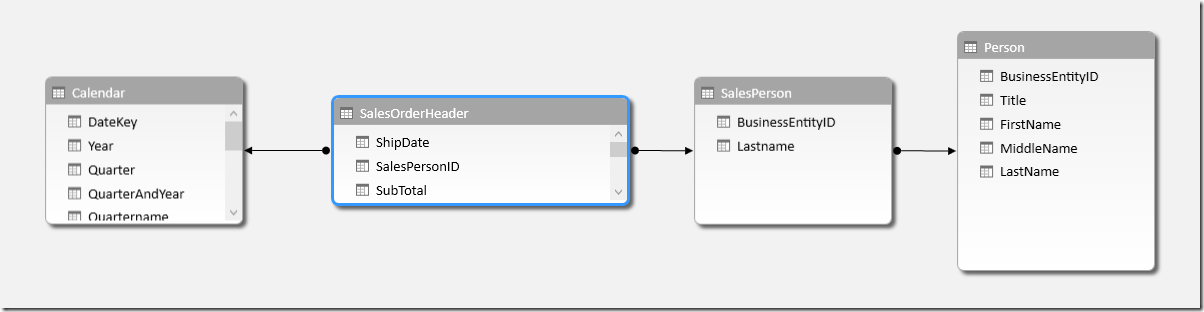 Calendar
DateKey
Year
Quarter
QuarterAndYear
Quartername
SalesOrderHeader
ShipDate
SalesPersonID
SubTotal
SalesPerson
BusinessEntityID
Lastname
Person
BusinessEntityID
Title
FirstName
MiddleName
LastName